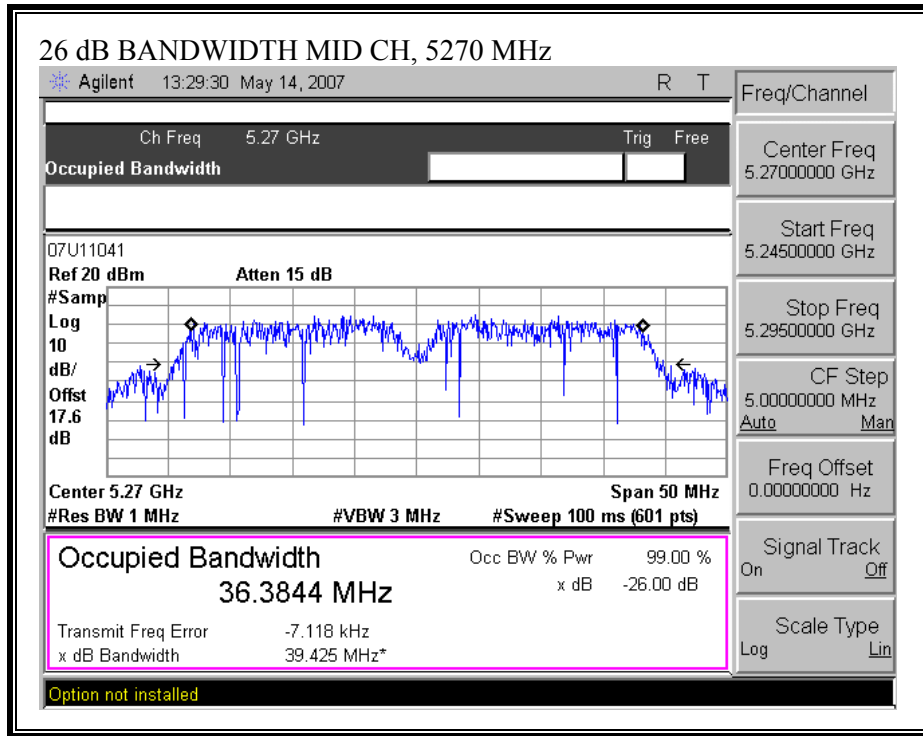 26 dB BANDWIDTH MID CH, 5270 MHz
Agilent 13:29:30 May 14, 2007 R T
Freq/Channel
Ch Freq 5.27 GHz Trig Free
Occupied Bandwidth
Center Freq
5.27000000 GHz
Start Freq
5.24500000 GHz
Stop Freq
5.29500000 GHz
CF Step
5.00000000 MHz
Auto Man
Freq Offset
0.00000000 Hz
Signal Track
On Off
Scale Type
Log Lin
07U11041
Ref 20 dBm Atten 15 dB
#Samp
Log
10
dB/
Offst
17.6
dB
Center 5.27 GHz Span 50 MHz
#Res BW 1 MHz #VBW 3 MHz #Sweep 100 ms (601 pts)
Occupied Bandwidth Occ BW % Pwr 99.00 %
36.3844 MHz x dB -26.00 dB
Transmit Freq Error -7.118 kHz
x dB Bandwidth 39.425 MHz*
Option not installed